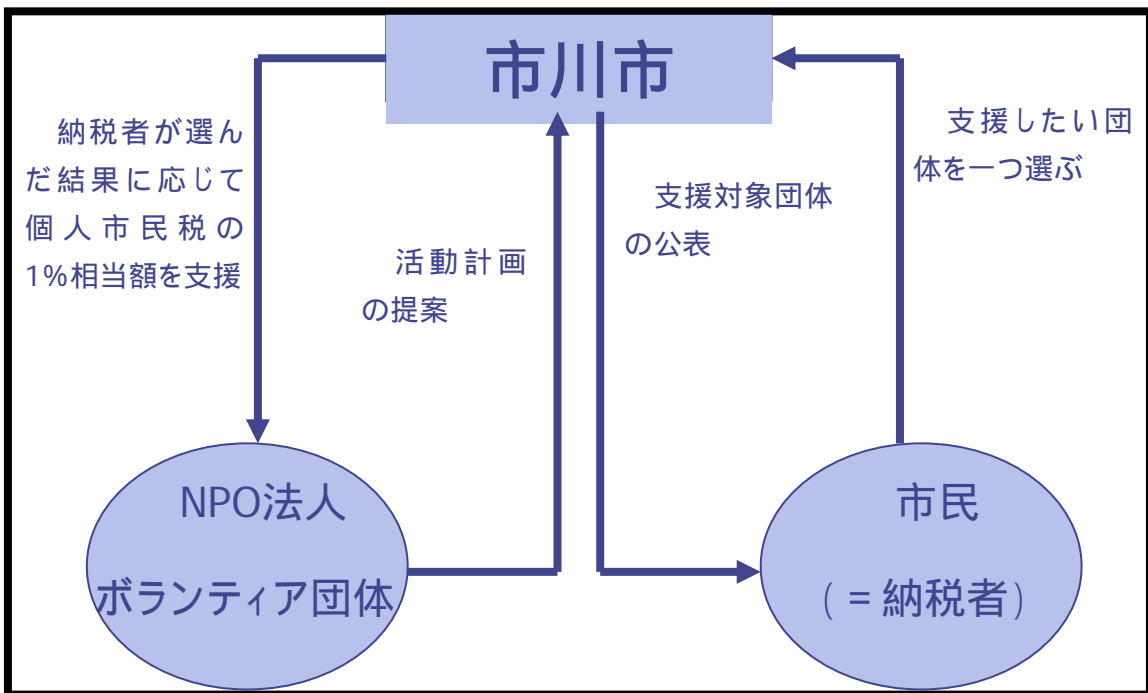 市川市
納税者が選ん
だ結果に応じて
個人市民税の
1%相当額を支援
活動計画
の提案
支援対象団体
の公表
支援したい団
体を一つ選ぶ
NPO法人
ボランティア団体
市民
(=納税者)